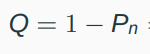 Q = 1 − Pₙ